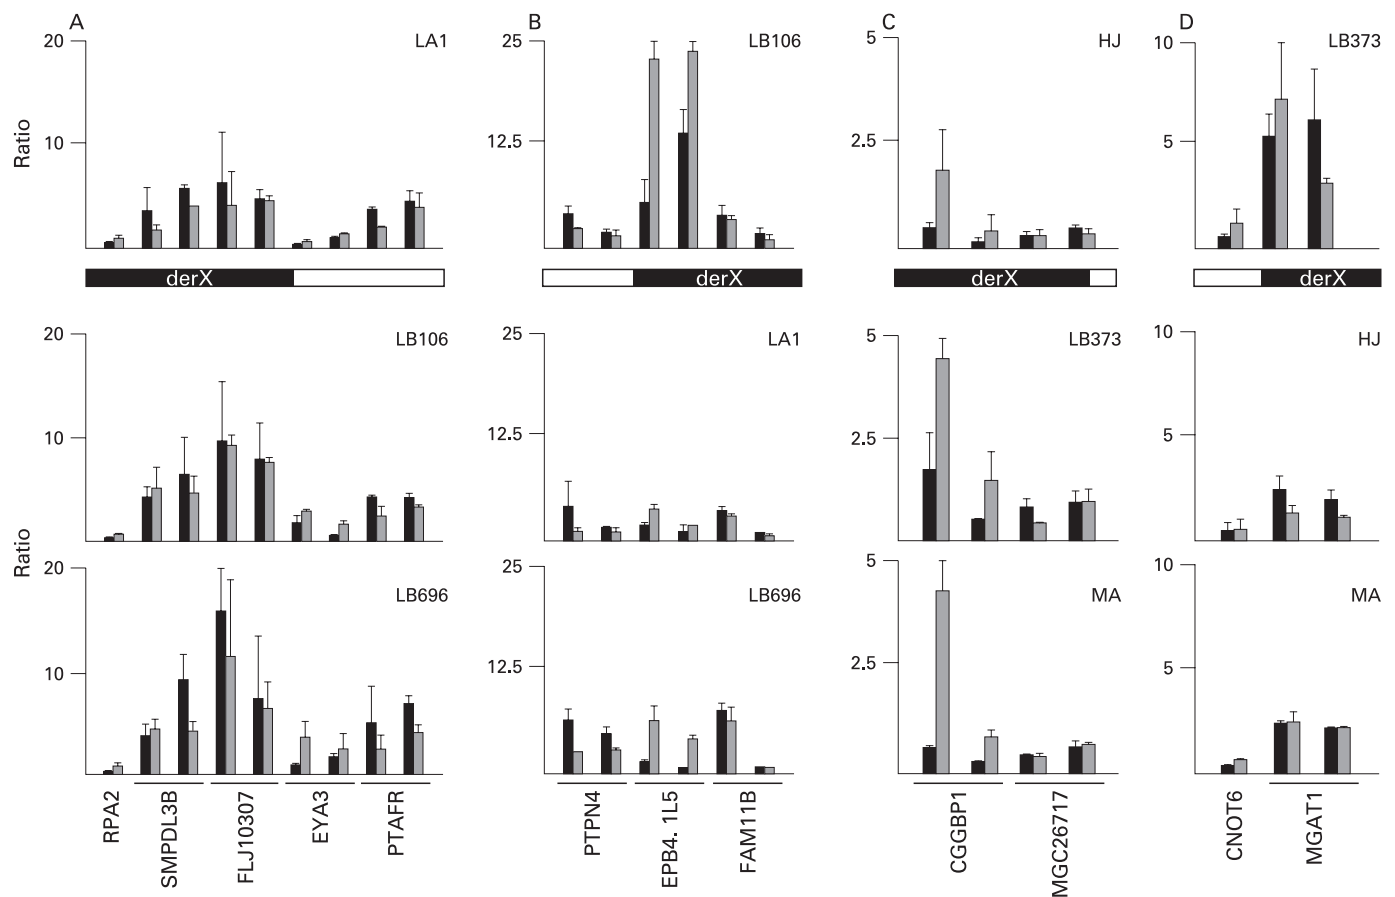 A B C D
20 LA1 25 LB106 5 HJ 10 LB373
Ratio
10 12.5 2.5 5
derX derX derX derX
20 LB106 25 LA1 5 LB373 10 HJ
10 12.5 2.5 5
Ratio
20 LB696 25 LB696 5 MA 10 MA
10 12.5 2.5 5
RPA2
SMPDL3B
FLJ10307
EYA3
PTAFR
PTPN4
EPB4. 1L5
FAM11B
CGGBP1
MGC26717
CNOT6
MGAT1